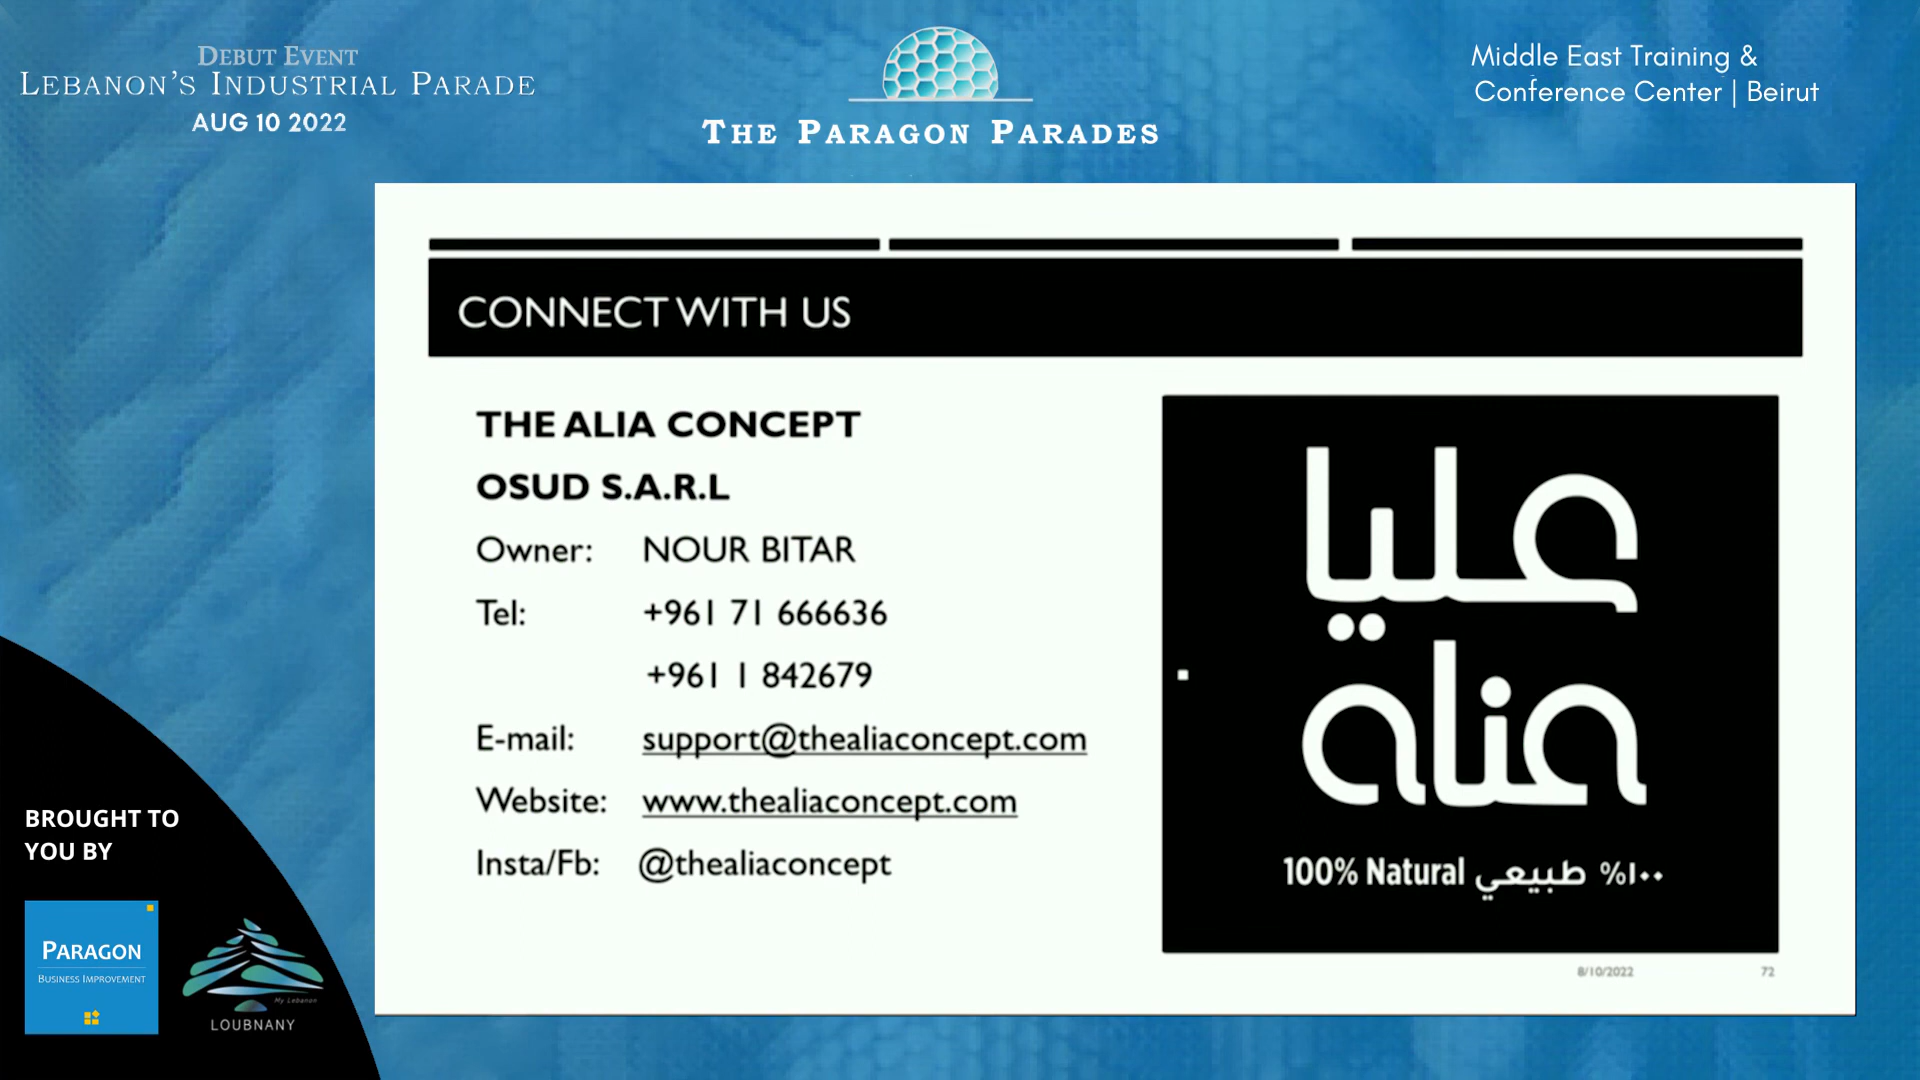 DEBUT EVENT
LEBANON'S INDUSTRIAL PARADE
AUG 10 2022
THE PARAGON PARADES
Middle East Training &
Conference Center | Beirut
CONNECT WITH US
THE ALIA CONCEPT
OSUD S.A.R.L
Owner: NOUR BITAR
Tel: +961 71 666636
+961 1 842679
E-mail: support@thealiaconcept.com
Website: www.thealiaconcept.com
Insta/Fb: @thealiaconcept
عليا
alia
100% Natural طبيعي %١٠٠
8/10/2022 72
BROUGHT TO
YOU BY
PARAGON
BUSINESS IMPROVEMENT
My Lebanon
LOUBNANY